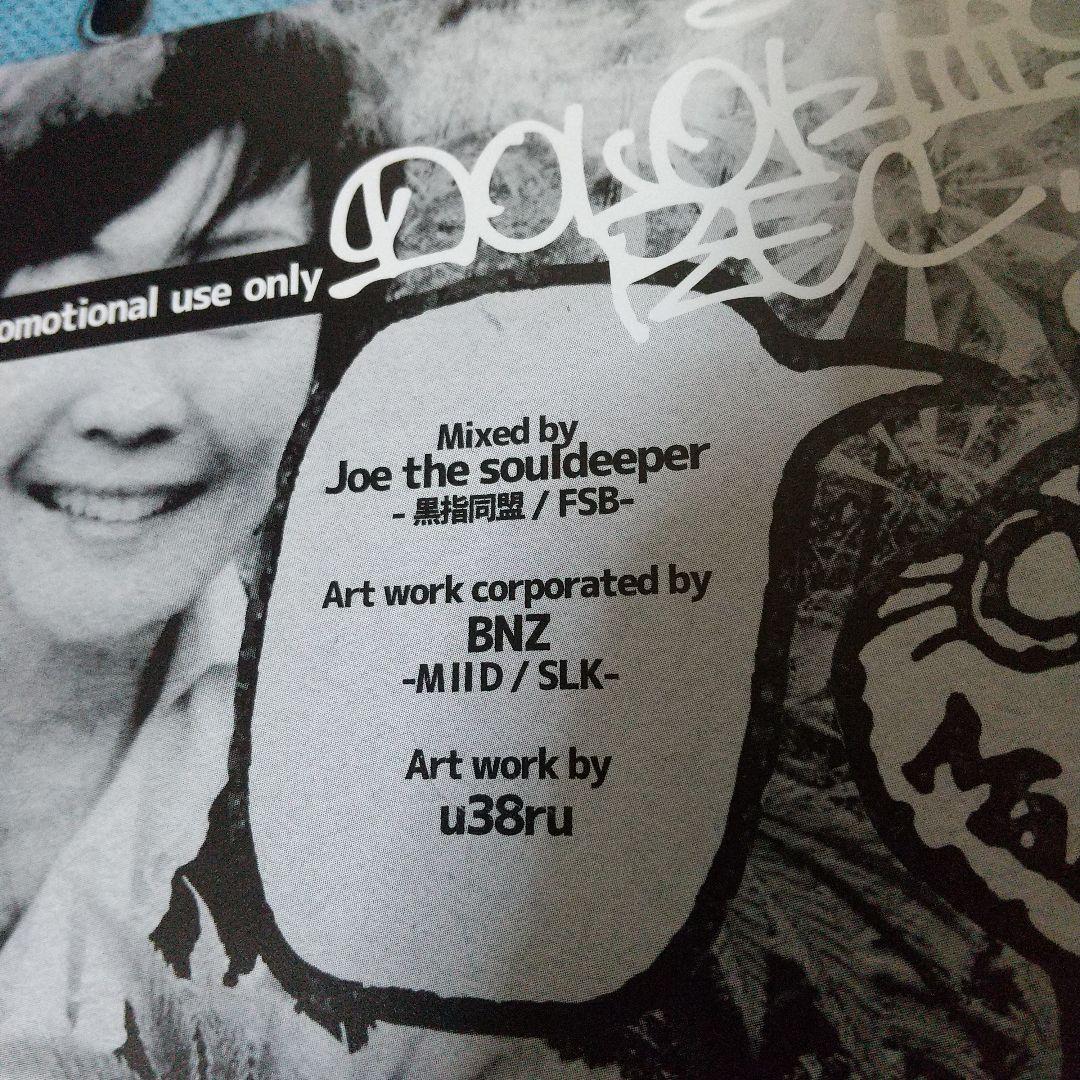 omotional use only
Mixed by
Joe the souldeeper
- 黒指同盟 / FSB-
Art work corporated by
BNZ
-MIID / SLK-
Art work by
u38ru